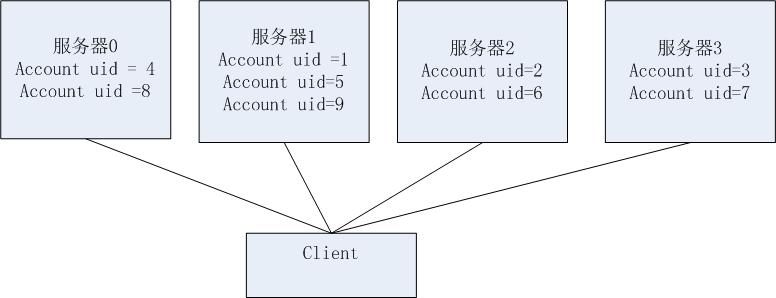 服务器0
Account uid = 4
Account uid =8
服务器1
Account uid =1
Account uid=5
Account uid=9
服务器2
Account uid=2
Account uid=6
服务器3
Account uid=3
Account uid=7
Client